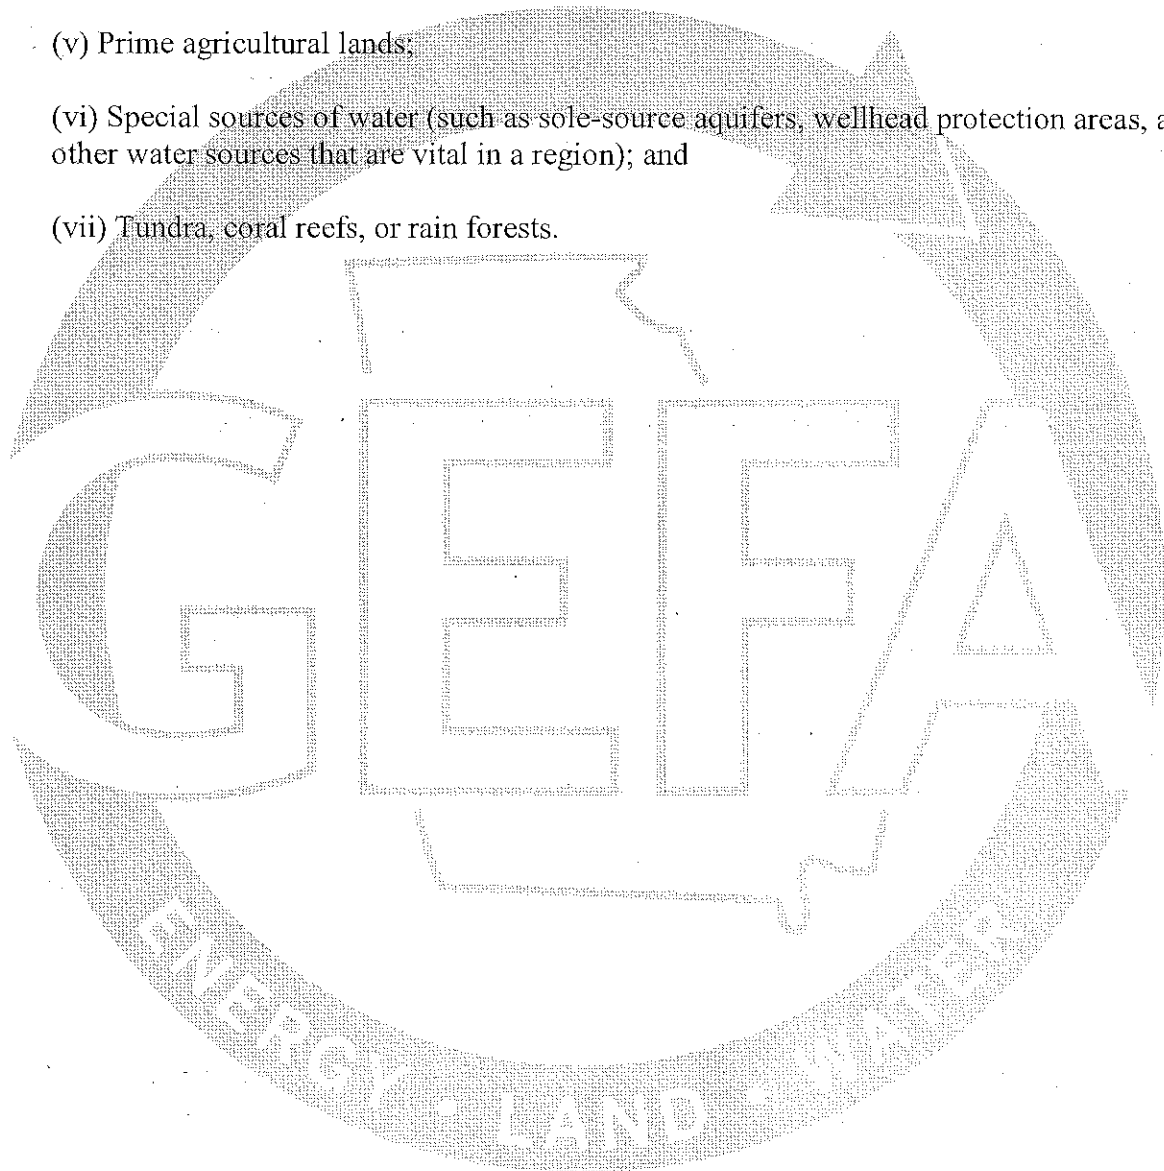 (v) Prime agricultural lands;
(vi) Special sources of water (such as sole-source aquifers, wellhead protection areas, a
other water sources that are vital in a region); and
(vii) Tundra, coral reefs, or rain forests.
GEFA
ENERGY • LAND • WATER